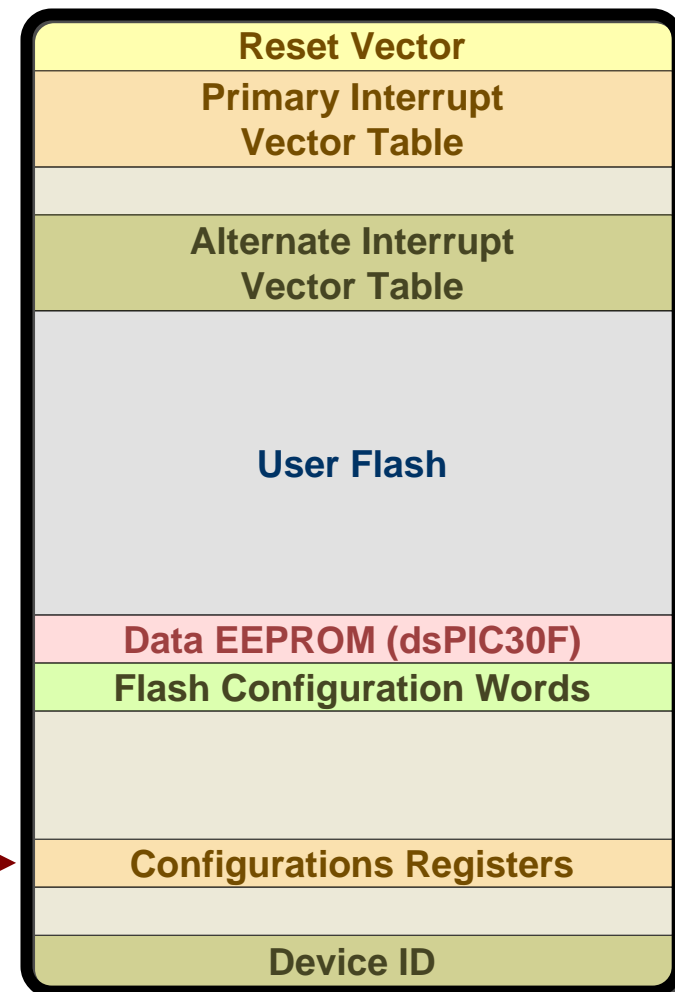 Reset Vector
Primary Interrupt
Vector Table
Alternate Interrupt
Vector Table
User Flash
Data EEPROM (dsPIC30F)
Flash Configuration Words
Configurations Registers
Device ID